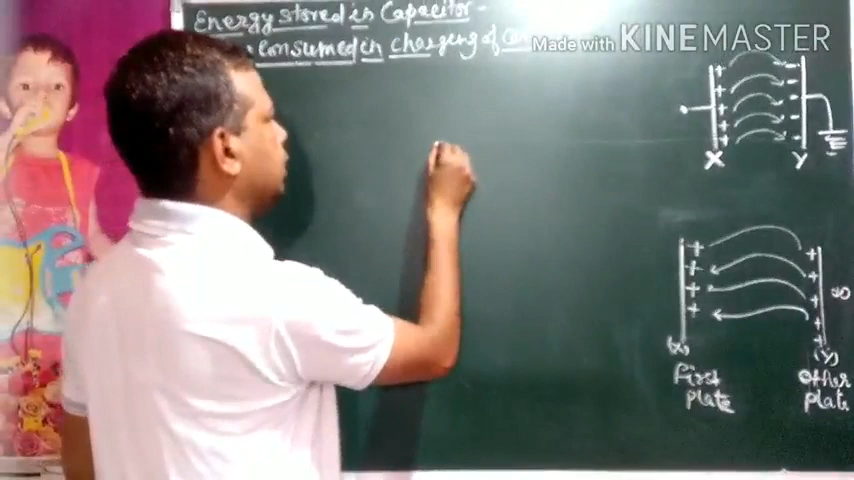 Energy stored in Capacitor-
consumed in charging of
Made with KINEMASTER
X Y
(X) (Y)
First plate
Other plate